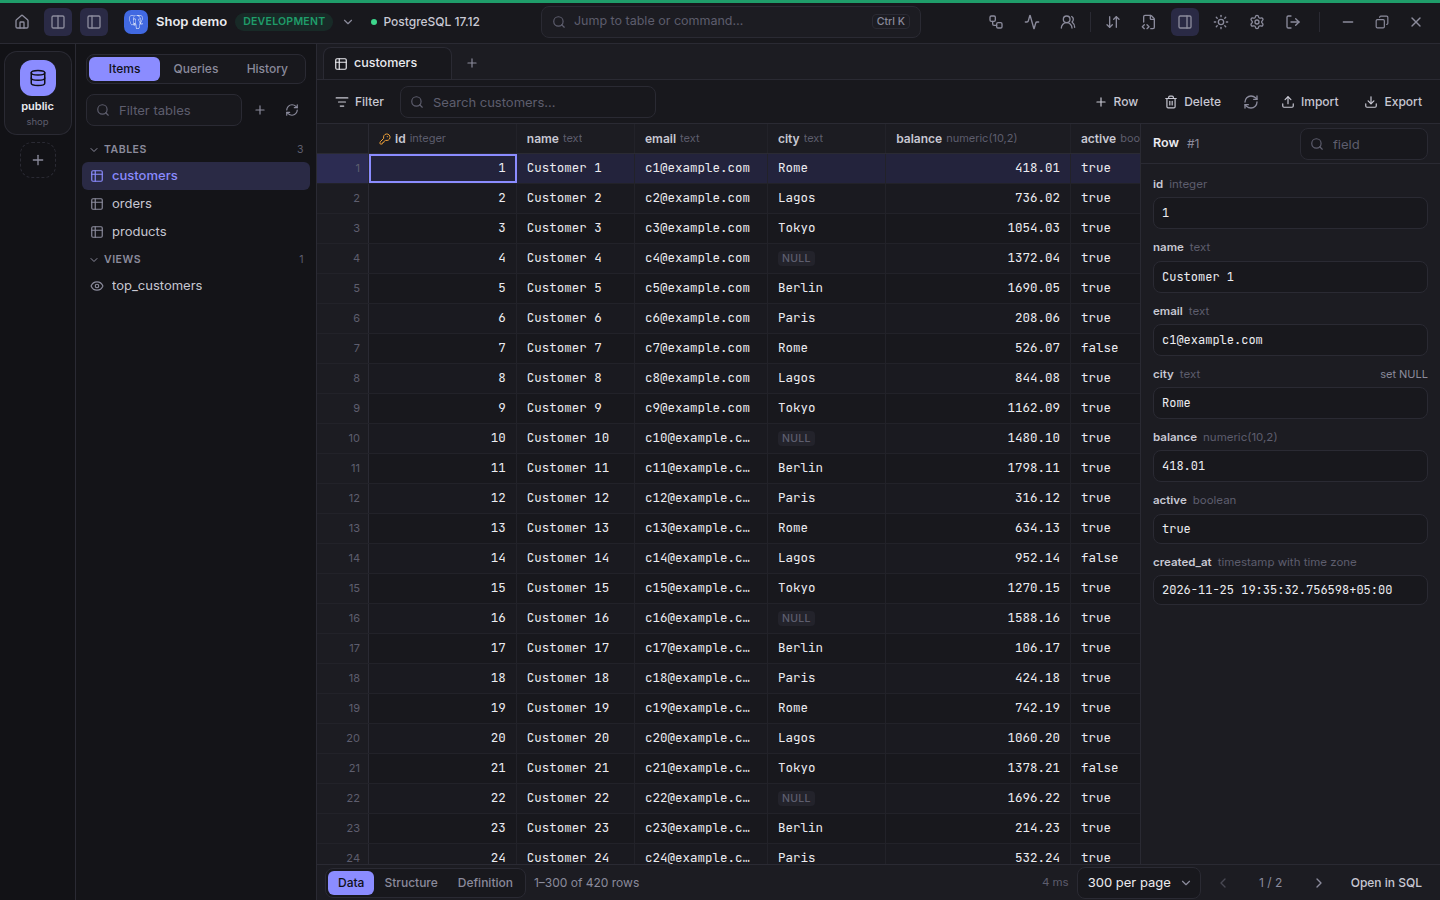 Shop demo DEVELOPMENT PostgreSQL 17.12 Jump to table or command... Ctrl K
public
shop
Items Queries History
Filter tables
TABLES 3
customers
orders
products
VIEWS 1
top_customers
customers
Filter Search customers... Row Delete Import Export
id integer name text email text city text balance numeric(10,2) active boo
1 1 Customer 1 c1@example.com Rome 418.01 true
2 2 Customer 2 c2@example.com Lagos 736.02 true
3 3 Customer 3 c3@example.com Tokyo 1054.03 true
4 4 Customer 4 c4@example.com NULL 1372.04 true
5 5 Customer 5 c5@example.com Berlin 1690.05 true
6 6 Customer 6 c6@example.com Paris 208.06 true
7 7 Customer 7 c7@example.com Rome 526.07 false
8 8 Customer 8 c8@example.com Lagos 844.08 true
9 9 Customer 9 c9@example.com Tokyo 1162.09 true
10 10 Customer 10 c10@example.c… NULL 1480.10 true
11 11 Customer 11 c11@example.c… Berlin 1798.11 true
12 12 Customer 12 c12@example.c… Paris 316.12 true
13 13 Customer 13 c13@example.c… Rome 634.13 true
14 14 Customer 14 c14@example.c… Lagos 952.14 false
15 15 Customer 15 c15@example.c… Tokyo 1270.15 true
16 16 Customer 16 c16@example.c… NULL 1588.16 true
17 17 Customer 17 c17@example.c… Berlin 106.17 true
18 18 Customer 18 c18@example.c… Paris 424.18 true
19 19 Customer 19 c19@example.c… Rome 742.19 true
20 20 Customer 20 c20@example.c… Lagos 1060.20 true
21 21 Customer 21 c21@example.c… Tokyo 1378.21 false
22 22 Customer 22 c22@example.c… NULL 1696.22 true
23 23 Customer 23 c23@example.c… Berlin 214.23 true
24 24 Customer 24 c24@example.c… Paris 532.24 true
Row #1 field
id integer
1
name text
Customer 1
email text
c1@example.com
city text set NULL
Rome
balance numeric(10,2)
418.01
active boolean
true
created_at timestamp with time zone
2026-11-25 19:35:32.756598+05:00
Data Structure Definition 1–300 of 420 rows 4 ms 300 per page 1 / 2 Open in SQL